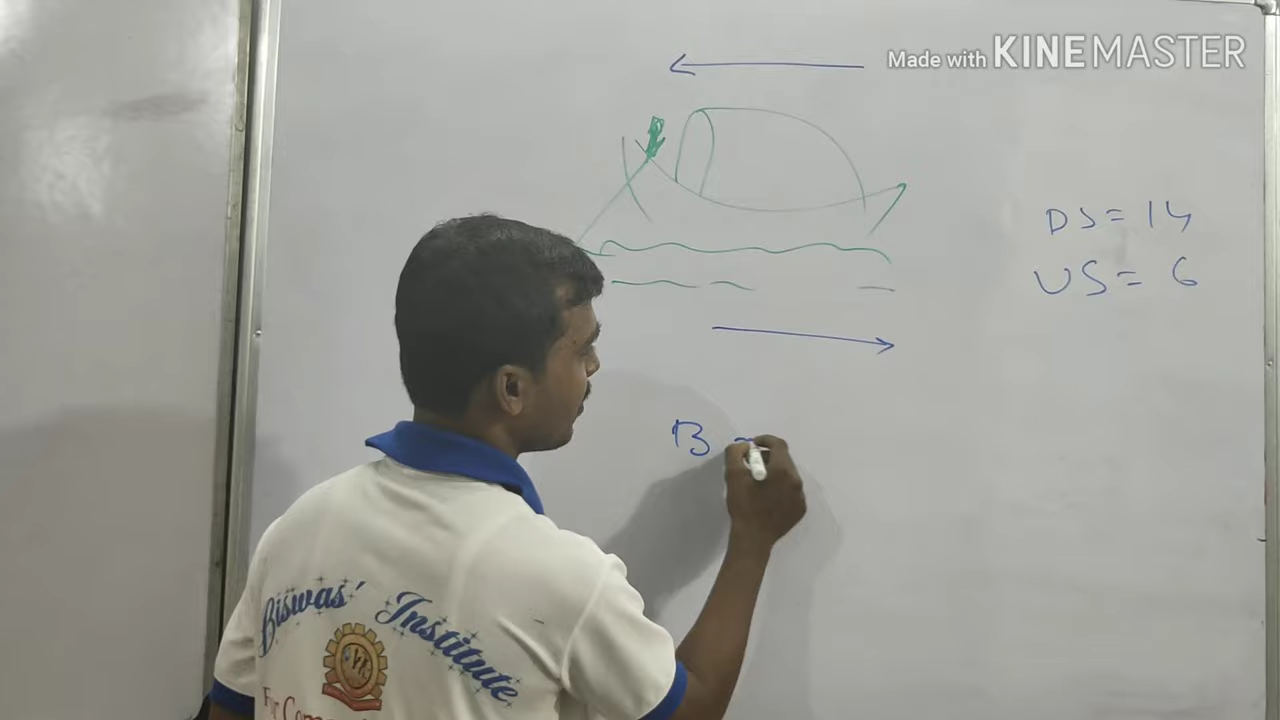 Made with KINEMASTER
DS = 14
US = 6
B =
Biswas' Institute